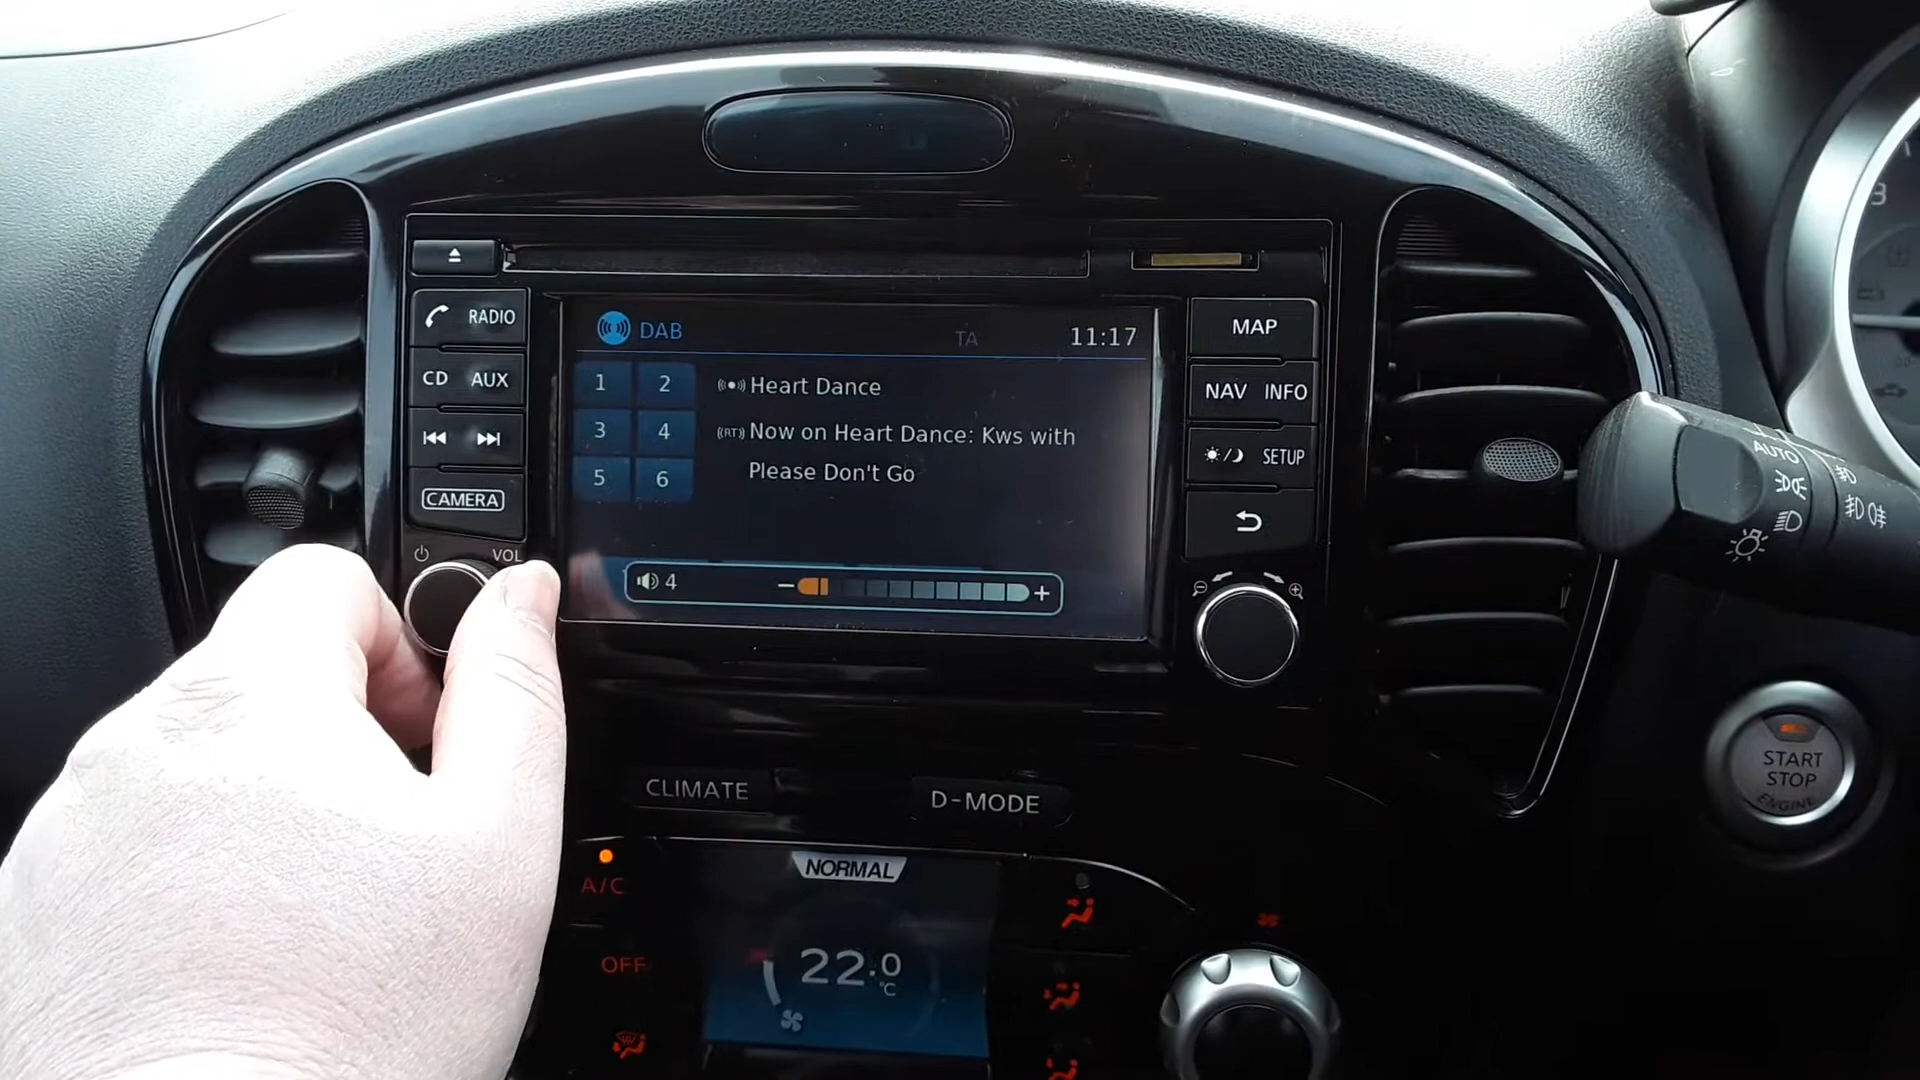 RADIO
CD AUX
CAMERA
VOL
DAB
TA
11:17
1 2
3 4
5 6
Heart Dance
(RT) Now on Heart Dance: Kws with
Please Don't Go
4
- +
MAP
NAV INFO
SETUP
AUTO
START
STOP
ENGINE
CLIMATE
D-MODE
A/C
OFF
NORMAL
22.0
°C
3